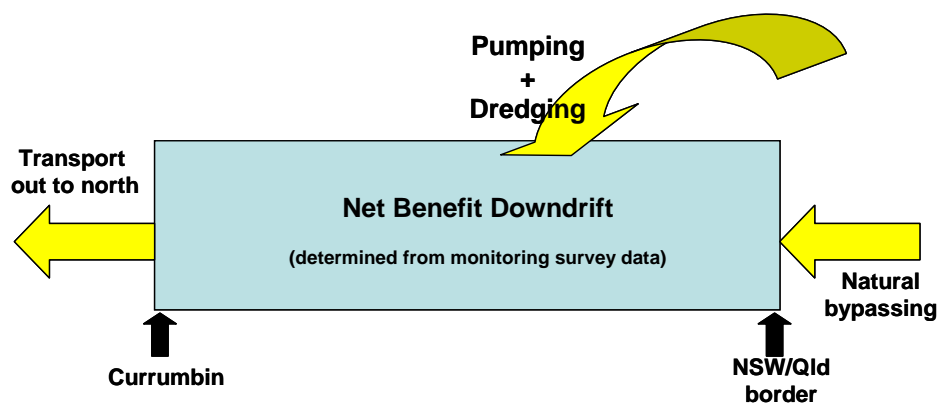 Pumping
+
Dredging
Transport
out to north
Net Benefit Downdrift
(determined from monitoring survey data)
Natural
bypassing
Currumbin
NSW/Qld
border